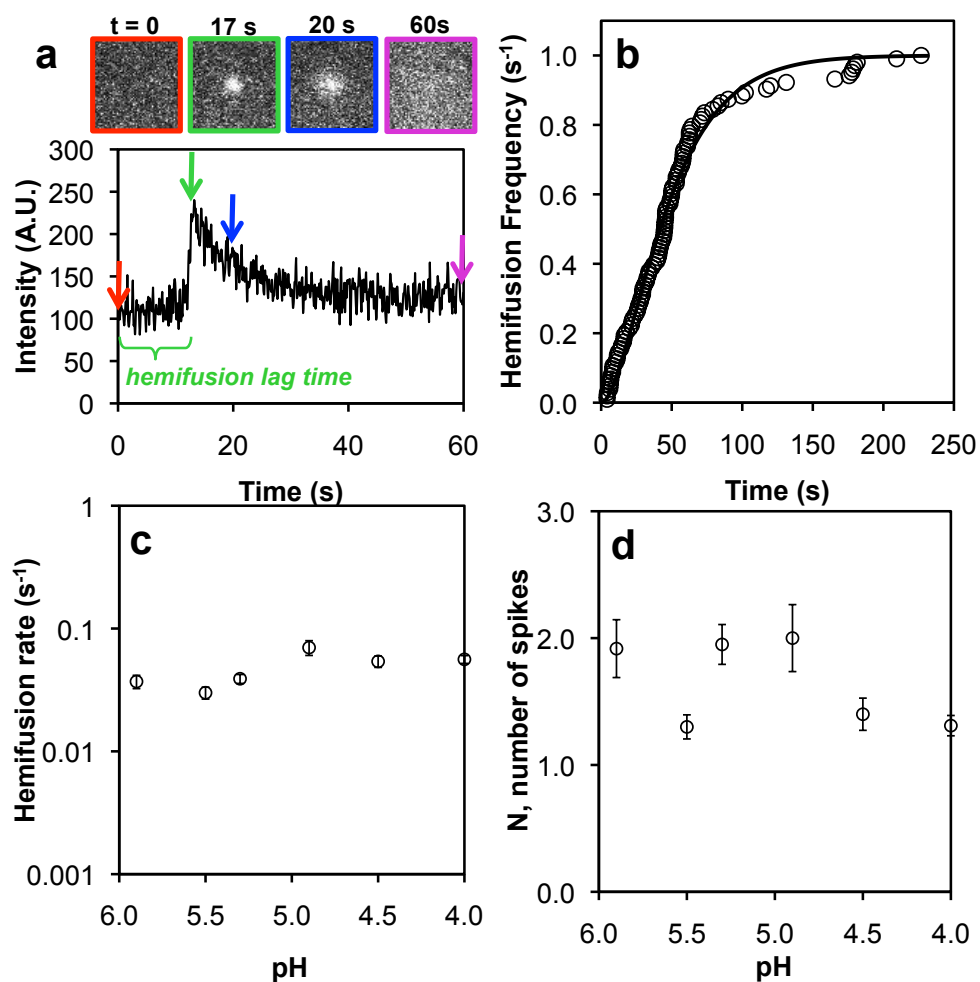 t = 0 17 s 20 s 60s
a
Intensity (A.U.)
300
250
200
150
100
50
0
hemifusion lag time
0 20 40 60
Time (s)
b
Hemifusion Frequency (s⁻¹)
1.0
0.8
0.6
0.4
0.2
0.0
0 50 100 150 200 250
Time (s)
c
Hemifusion rate (s⁻¹)
1
0.1
0.01
0.001
6.0 5.5 5.0 4.5 4.0
pH
d
N, number of spikes
3.0
2.0
1.0
0.0
6.0 5.5 5.0 4.5 4.0
pH